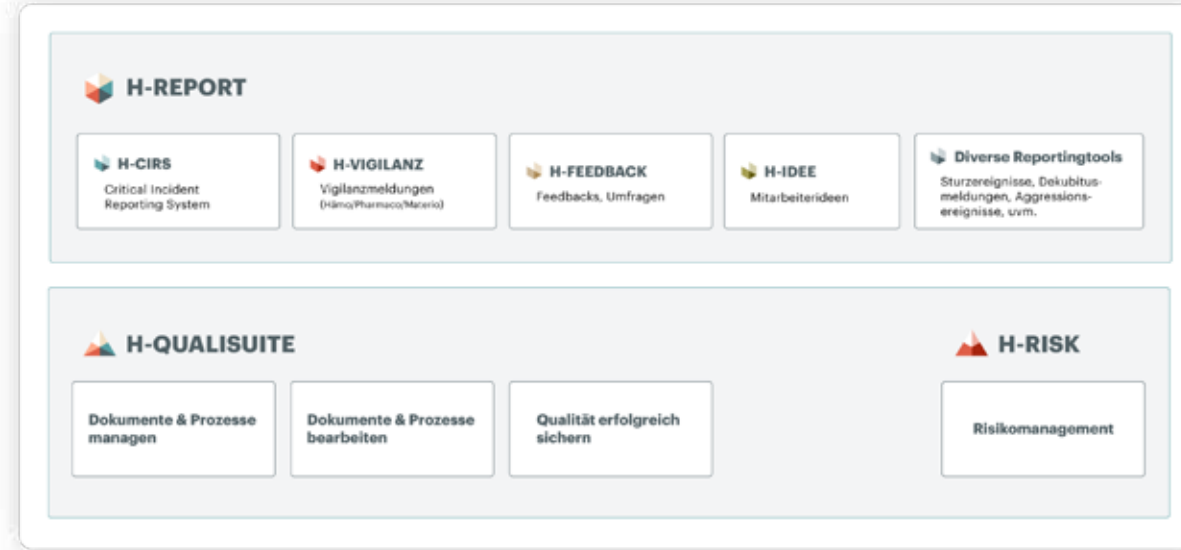 H-REPORT
H-CIRS
Critical Incident
Reporting System
H-VIGILANZ
Vigilanzmeldungen
(Hämo/Pharmaco/Materio)
H-FEEDBACK
Feedbacks, Umfragen
H-IDEE
Mitarbeiterideen
Diverse Reportingtools
Sturzereignisse, Dekubitus-
meldungen, Aggressions-
ereignisse, uvm.
H-QUALISUITE
H-RISK
Dokumente & Prozesse
managen
Dokumente & Prozesse
bearbeiten
Qualität erfolgreich
sichern
Risikomanagement